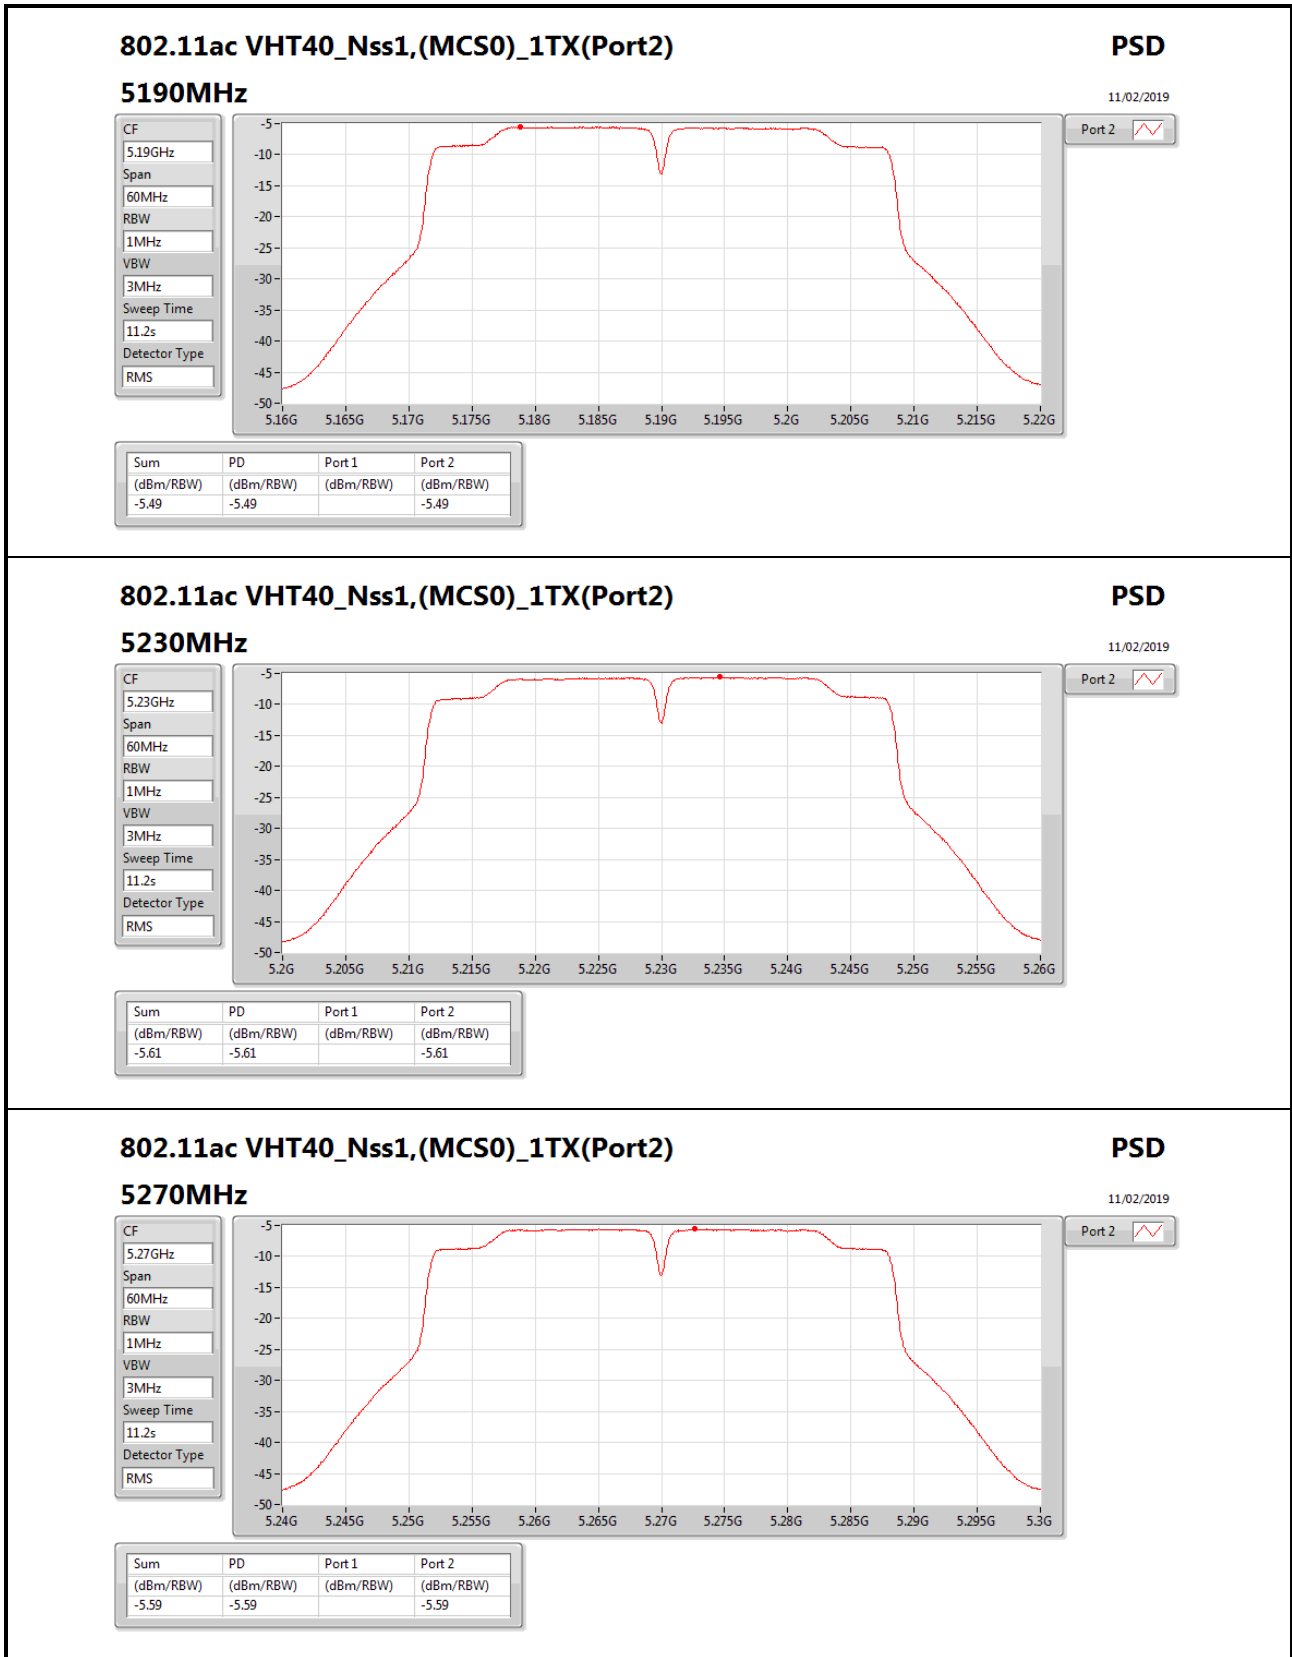 802.11ac VHT40_Nss1,(MCS0)_1TX(Port2) PSD
5190MHz 11/02/2019
CF
5.19GHz
Span
60MHz
RBW
1MHz
VBW
3MHz
Sweep Time
11.2s
Detector Type
RMS
-5
-10
-15
-20
-25
-30
-35
-40
-45
-50
5.16G 5.165G 5.17G 5.175G 5.18G 5.185G 5.19G 5.195G 5.2G 5.205G 5.21G 5.215G 5.22G
Port 2
Sum PD Port 1 Port 2
(dBm/RBW) (dBm/RBW) (dBm/RBW) (dBm/RBW)
-5.49 -5.49 -5.49
802.11ac VHT40_Nss1,(MCS0)_1TX(Port2) PSD
5230MHz 11/02/2019
CF
5.23GHz
Span
60MHz
RBW
1MHz
VBW
3MHz
Sweep Time
11.2s
Detector Type
RMS
-5
-10
-15
-20
-25
-30
-35
-40
-45
-50
5.2G 5.205G 5.21G 5.215G 5.22G 5.225G 5.23G 5.235G 5.24G 5.245G 5.25G 5.255G 5.26G
Port 2
Sum PD Port 1 Port 2
(dBm/RBW) (dBm/RBW) (dBm/RBW) (dBm/RBW)
-5.61 -5.61 -5.61
802.11ac VHT40_Nss1,(MCS0)_1TX(Port2) PSD
5270MHz 11/02/2019
CF
5.27GHz
Span
60MHz
RBW
1MHz
VBW
3MHz
Sweep Time
11.2s
Detector Type
RMS
-5
-10
-15
-20
-25
-30
-35
-40
-45
-50
5.24G 5.245G 5.25G 5.255G 5.26G 5.265G 5.27G 5.275G 5.28G 5.285G 5.29G 5.295G 5.3G
Port 2
Sum PD Port 1 Port 2
(dBm/RBW) (dBm/RBW) (dBm/RBW) (dBm/RBW)
-5.59 -5.59 -5.59